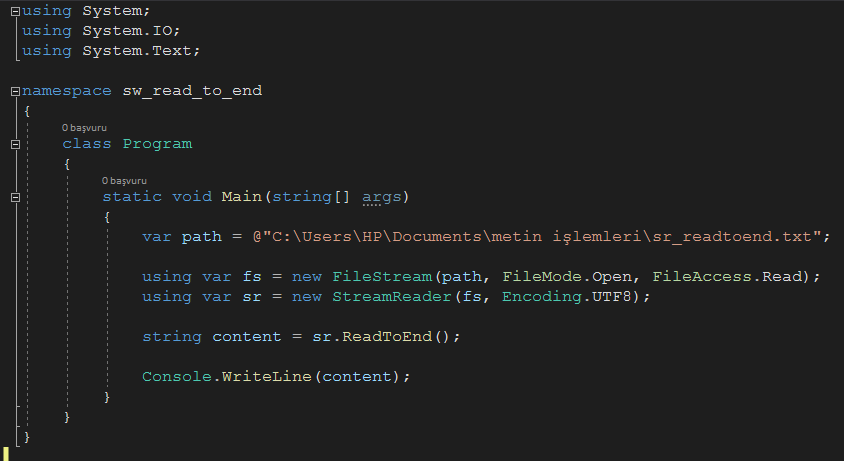 using System;
using System.IO;
using System.Text;
namespace sw_read_to_end
{
0 başvuru
class Program
{
0 başvuru
static void Main(string[] args)
{
var path = @"C:\Users\HP\Documents\metin işlemleri\sr_readtoend.txt";
using var fs = new FileStream(path, FileMode.Open, FileAccess.Read);
using var sr = new StreamReader(fs, Encoding.UTF8);
string content = sr.ReadToEnd();
Console.WriteLine(content);
}
}
}